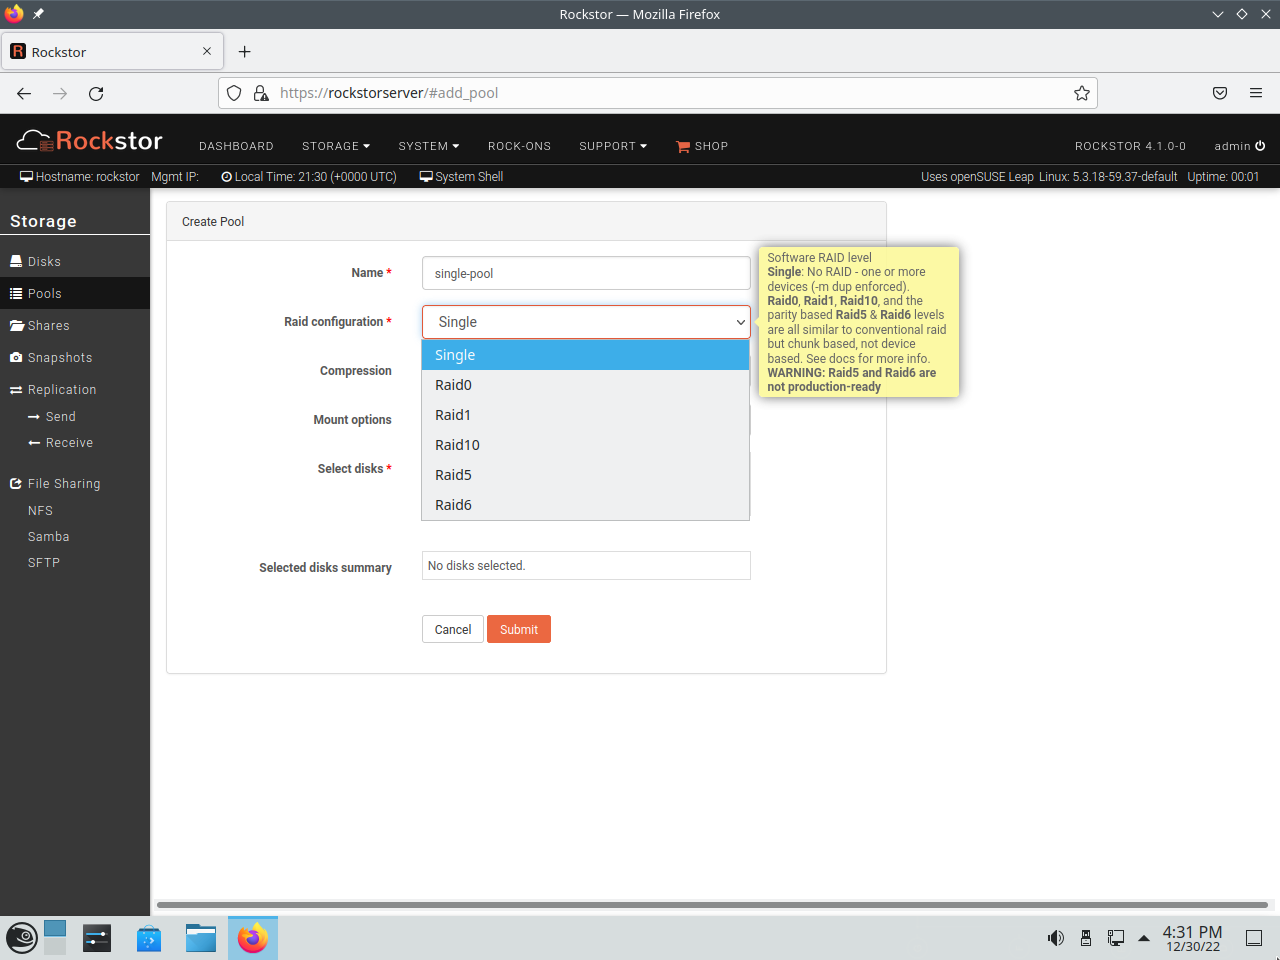 Rockstor — Mozilla Firefox
Rockstor
https://rockstorserver/#add_pool
Rockstor
DASHBOARD STORAGE SYSTEM ROCK-ONS SUPPORT SHOP ROCKSTOR 4.1.0-0 admin
Hostname: rockstor Mgmt IP: Local Time: 21:30 (+0000 UTC) System Shell Uses openSUSE Leap Linux: 5.3.18-59.37-default Uptime: 00:01
Storage
Disks
Pools
Shares
Snapshots
Replication
Send
Receive
File Sharing
NFS
Samba
SFTP
Create Pool
Name *
single-pool
Raid configuration *
Single
Single
Raid0
Raid1
Raid10
Raid5
Raid6
Compression
Mount options
Select disks *
Selected disks summary
No disks selected.
Cancel Submit
Software RAID level
Single: No RAID - one or more
devices (-m dup enforced).
Raid0, Raid1, Raid10, and the
parity based Raid5 & Raid6 levels
are all similar to conventional raid
but chunk based, not device
based. See docs for more info.
WARNING: Raid5 and Raid6 are
not production-ready
4:31 PM
12/30/22